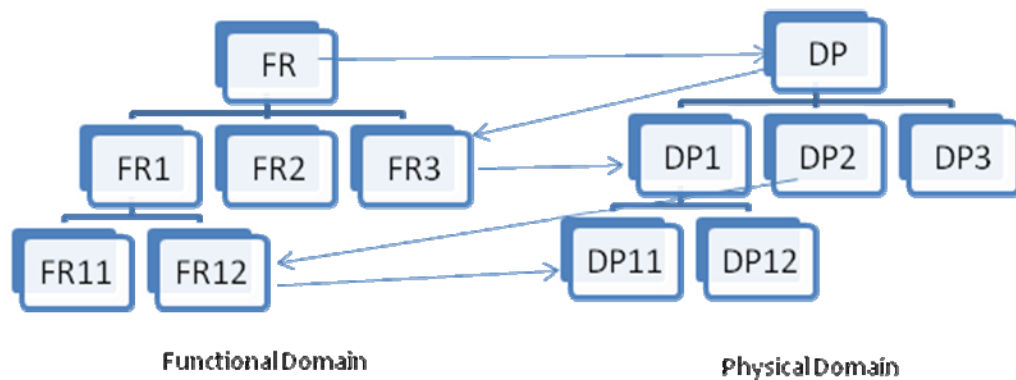 FR
DP
FR1
FR2
FR3
DP1
DP2
DP3
FR11
FR12
DP11
DP12
Functional Domain
Physical Domain